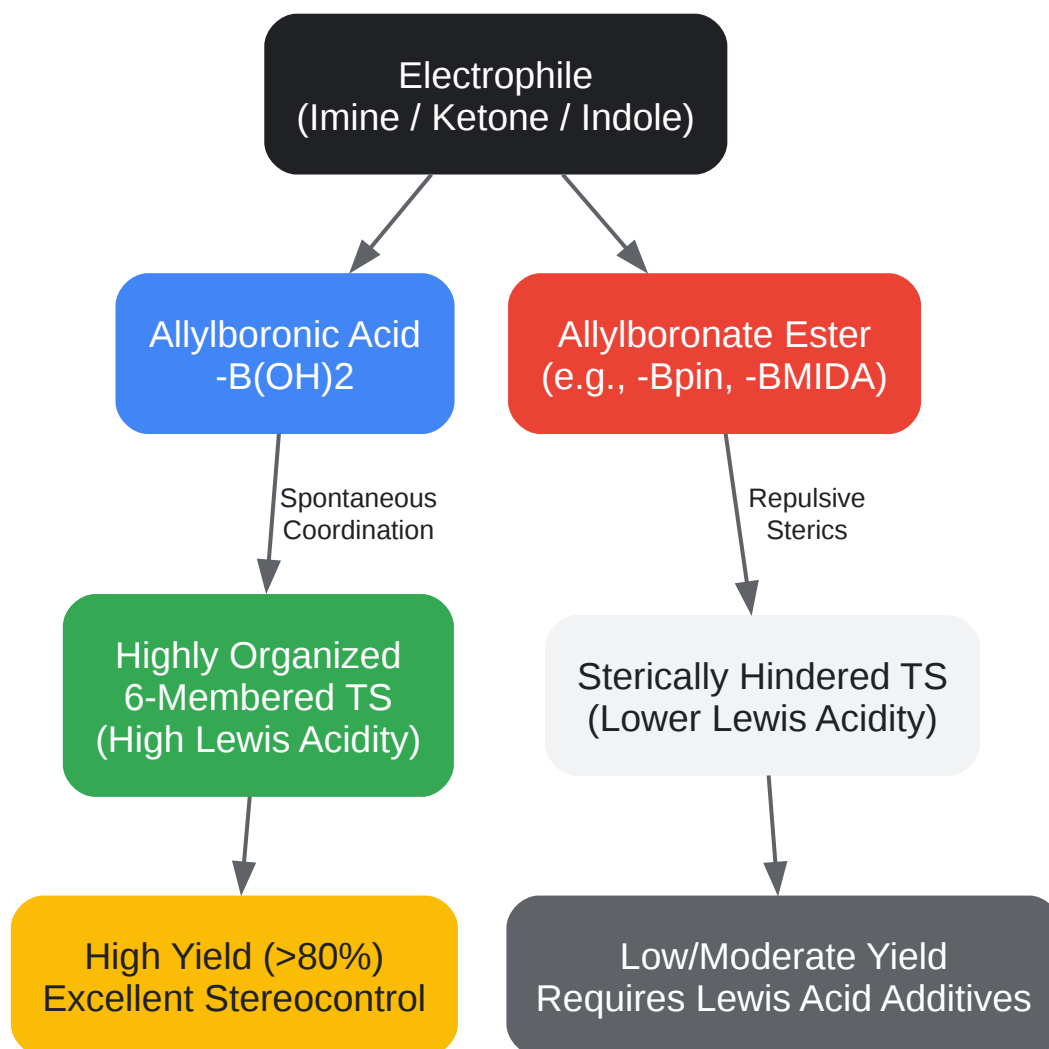 Electrophile
(Imine / Ketone / Indole)
Allylboronic Acid
-B(OH)2
Allylboronate Ester
(e.g., -Bpin, -BMIDA)
Spontaneous
Coordination
Repulsive
Sterics
Highly Organized
6-Membered TS
(High Lewis Acidity)
Sterically Hindered TS
(Lower Lewis Acidity)
High Yield (>80%)
Excellent Stereocontrol
Low/Moderate Yield
Requires Lewis Acid Additives